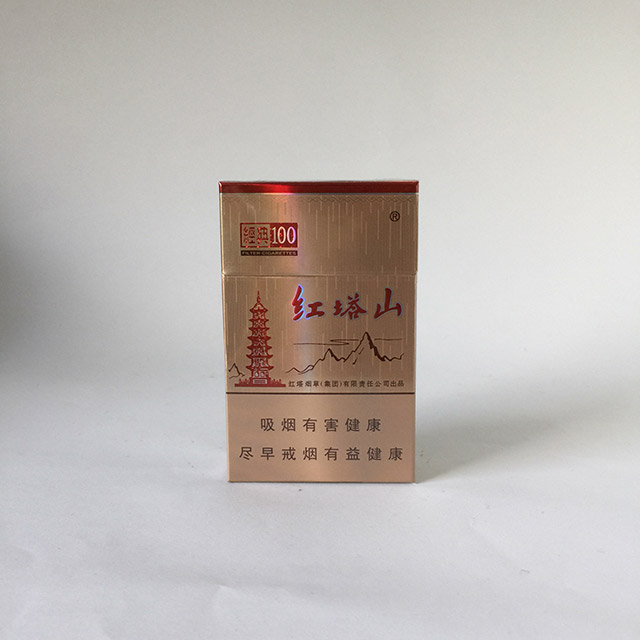 ®
經典100
FILTER CIGARETTES
红塔山
红塔烟草(集团)有限责任公司出品
吸烟有害健康
尽早戒烟有益健康